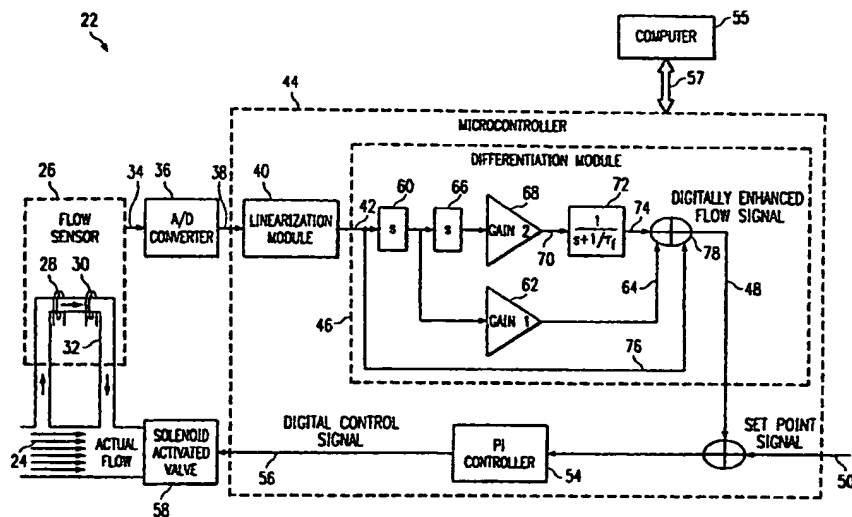 22
COMPUTER
55
57
44
MICROCONTROLLER
26
34
36
38
40
DIFFERENTIATION MODULE
60
66
68
72
FLOW
SENSOR
A/D
CONVERTER
LINEARIZATION
MODULE
42
s
s
GAIN 2
70
1
s+1/τf
74
DIGITALLY ENHANCED
FLOW SIGNAL
78
28
30
62
64
48
GAIN 1
46
32
76
24
ACTUAL
FLOW
SOLENOID
ACTIVATED
VALVE
58
DIGITAL CONTROL
SIGNAL
56
PI
CONTROLLER
54
SET POINT
SIGNAL
50